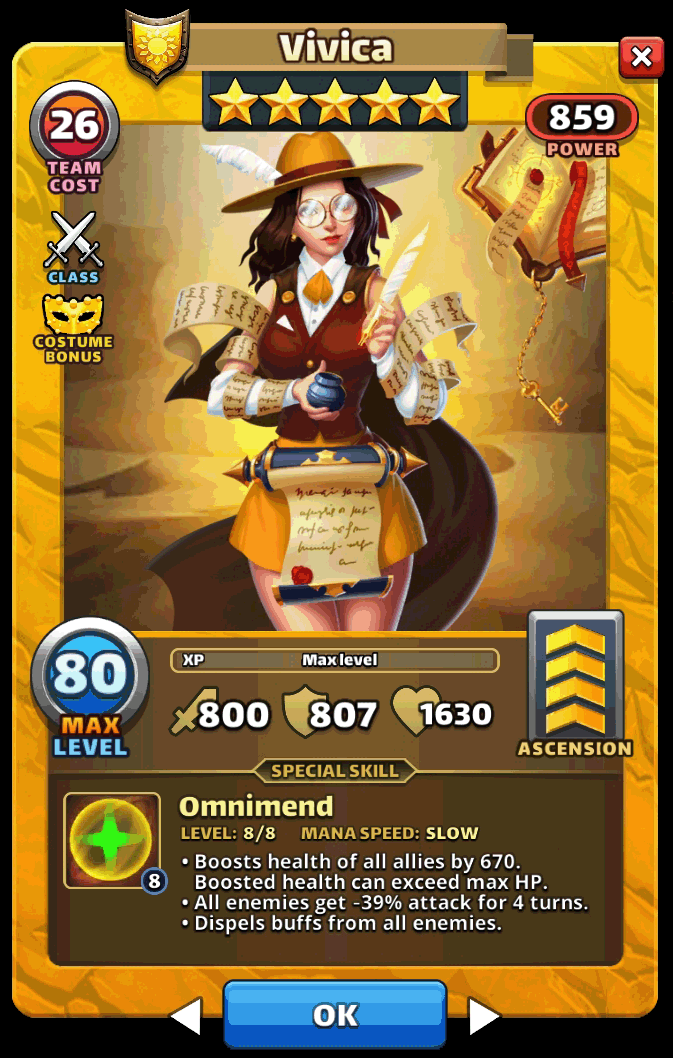 Vivica
26
TEAM
COST
859
POWER
CLASS
COSTUME
BONUS
80
MAX
LEVEL
XP
Max level
800
807
1630
ASCENSION
SPECIAL SKILL
Omnimend
LEVEL: 8/8 MANA SPEED: SLOW
8
• Boosts health of all allies by 670.
Boosted health can exceed max HP.
• All enemies get -39% attack for 4 turns.
• Dispels buffs from all enemies.
OK